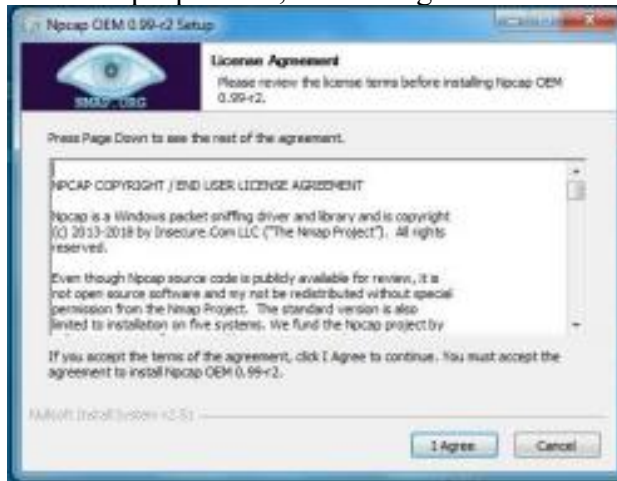 Npcap OEM 0.99-r2 Setup
License Agreement
Please review the license terms before installing Npcap OEM
0.99-r2.
NMAP.ORG
Press Page Down to see the rest of the agreement.
NPCAP COPYRIGHT / END USER LICENSE AGREEMENT
Npcap is a Windows packet sniffing driver and library and is copyright
(c) 2013-2018 by Insecure.Com LLC ("The Nmap Project"). All rights
reserved.
Even though Npcap source code is publicly available for review, it is
not open source software and my not be redistributed without special
permission from the Nmap Project. The standard version is also
limited to installation on five systems. We fund the Npcap project by
If you accept the terms of the agreement, click I Agree to continue. You must accept the
agreement to install Npcap OEM 0.99-r2.
Nullsoft Install System v2.51
I Agree
Cancel